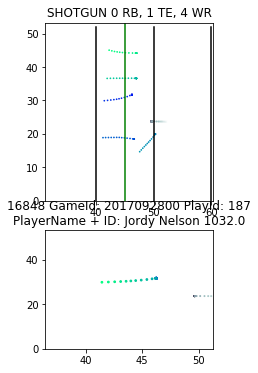 SHOTGUN 0 RB, 1 TE, 4 WR
50
40
30
20
10
0
40 50 60
16848 GameId: 2017092800 PlayId: 187
PlayerName + ID: Jordy Nelson 1032.0
40
20
0
40 45 50